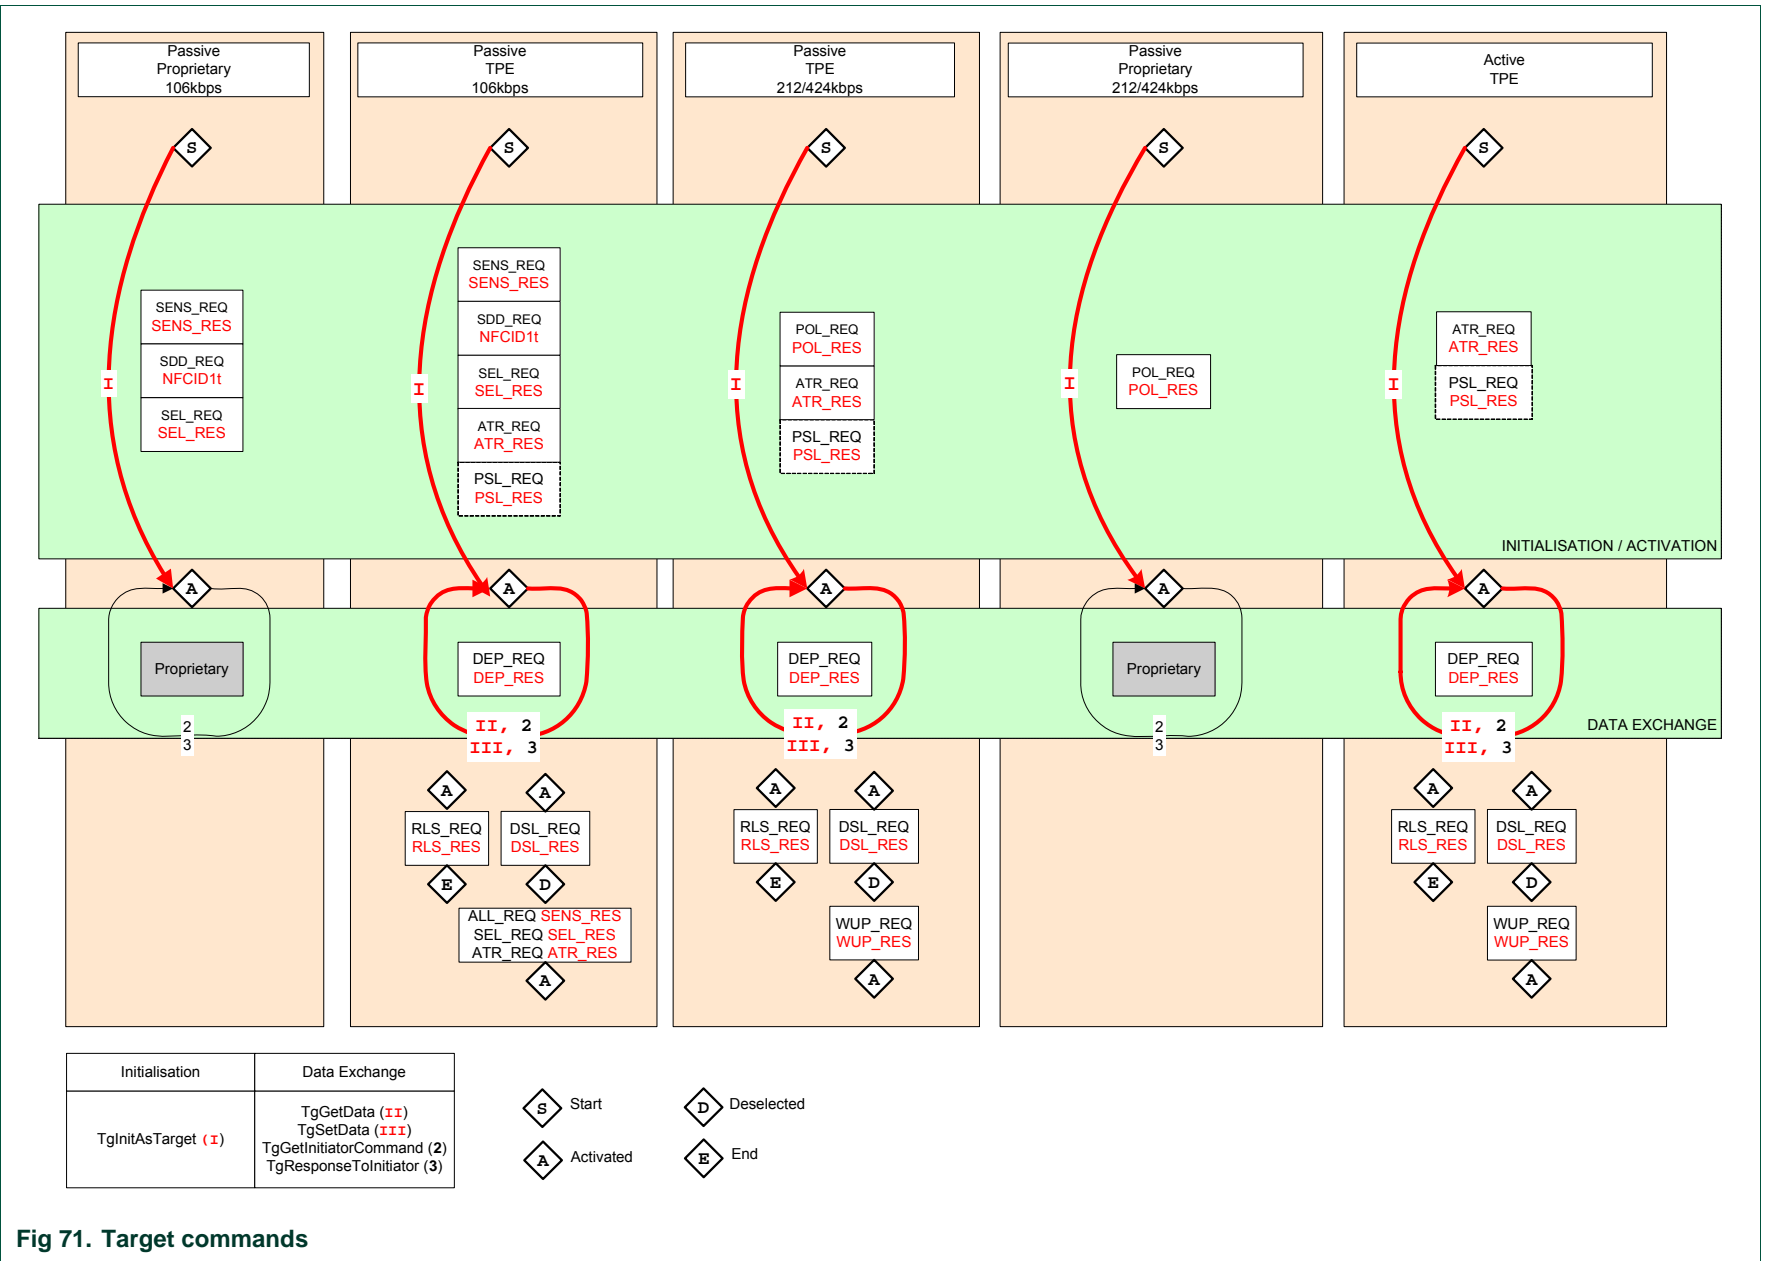 Passive
Proprietary
106kbps
Passive
TPE
106kbps
Passive
TPE
212/424kbps
Passive
Proprietary
212/424kbps
Active
TPE
S
S
S
S
S
SENS_REQ
SENS_RES
SDD_REQ
NFCID1t
SEL_REQ
SEL_RES
I
SENS_REQ
SENS_RES
SDD_REQ
NFCID1t
SEL_REQ
SEL_RES
ATR_REQ
ATR_RES
PSL_REQ
PSL_RES
I
POL_REQ
POL_RES
ATR_REQ
ATR_RES
PSL_REQ
PSL_RES
I
POL_REQ
POL_RES
I
ATR_REQ
ATR_RES
PSL_REQ
PSL_RES
I
INITIALISATION / ACTIVATION
A
A
A
A
A
Proprietary
2
3
DEP_REQ
DEP_RES
II, 2
III, 3
DEP_REQ
DEP_RES
II, 2
III, 3
Proprietary
2
3
DEP_REQ
DEP_RES
II, 2
III, 3
DATA EXCHANGE
A
RLS_REQ
RLS_RES
E
A
DSL_REQ
DSL_RES
D
ALL_REQ SENS_RES
SEL_REQ SEL_RES
ATR_REQ ATR_RES
A
A
RLS_REQ
RLS_RES
E
A
DSL_REQ
DSL_RES
D
WUP_REQ
WUP_RES
A
A
RLS_REQ
RLS_RES
E
A
DSL_REQ
DSL_RES
D
WUP_REQ
WUP_RES
A
Initialisation
Data Exchange
TgInitAsTarget (I)
TgGetData (II)
TgSetData (III)
TgGetInitiatorCommand (2)
TgResponseToInitiator (3)
S Start
D Deselected
A Activated
E End
Fig 71. Target commands